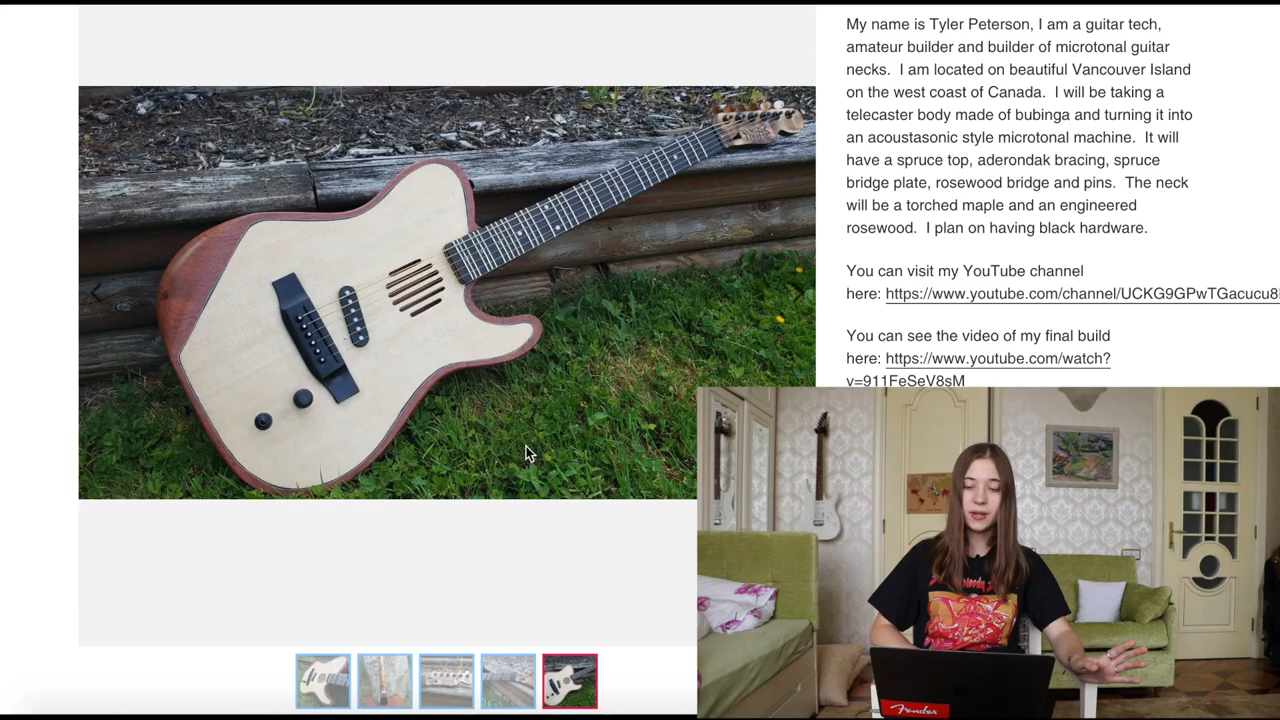 My name is Tyler Peterson, I am a guitar tech,
amateur builder and builder of microtonal guitar
necks.  I am located on beautiful Vancouver Island
on the west coast of Canada.  I will be taking a
telecaster body made of bubinga and turning it into
an acoustasonic style microtonal machine.  It will
have a spruce top, aderondak bracing, spruce
bridge plate, rosewood bridge and pins.  The neck
will be a torched maple and an engineered
rosewood.  I plan on having black hardware.
You can visit my YouTube channel
here: https://www.youtube.com/channel/UCKG9GPwTGacucu8
You can see the video of my final build
here: https://www.youtube.com/watch?
v=911FeSeV8sM
Fender